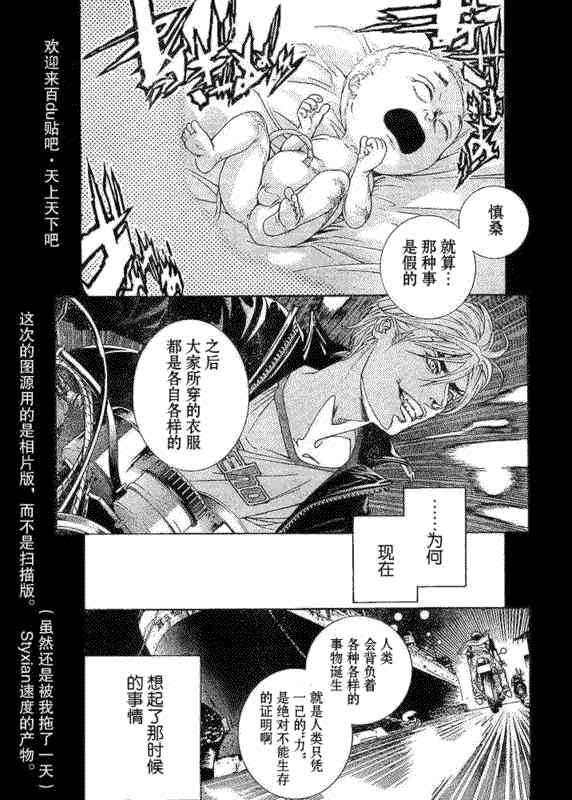 欢迎来百du贴吧·天上天下吧
这次的图源用的是相片版，而不是扫描版。
（虽然还是被我拖了一天）
Styxian速度的产物。
慎桑
就算…
那种事
是假的
之后
大家所穿的衣服
都是各自各样的
Echo
……为何
现在
人类
会背负着
各种各样的
事物诞生
就是人类只凭
一己的“力”
是绝对不能生存
的证明啊
想起了那时候
的事情